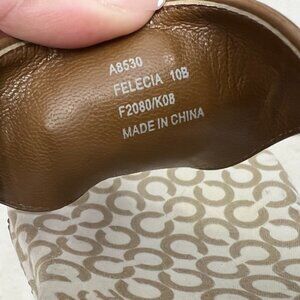 A8530
FELECIA 10B
F2080/K08
MADE IN CHINA